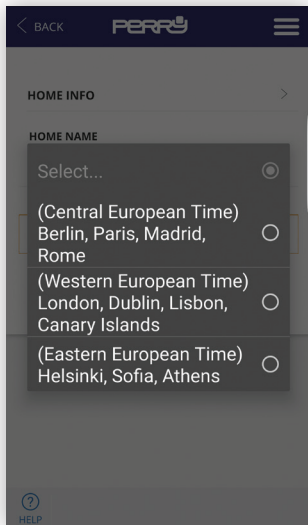 BACK
PERRY
HOME INFO
HOME NAME
Select...
(Central European Time)
Berlin, Paris, Madrid,
Rome
(Western European Time)
London, Dublin, Lisbon,
Canary Islands
(Eastern European Time)
Helsinki, Sofia, Athens
HELP